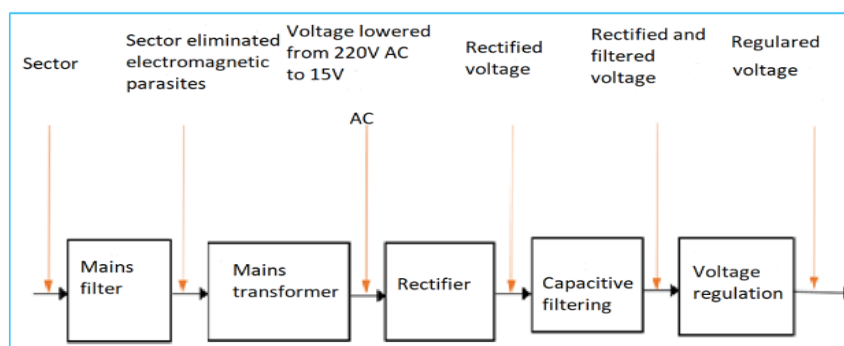 Sector
Sector eliminated
electromagnetic
parasites
Voltage lowered
from 220V AC
to 15V
AC
Rectified
voltage
Rectified and
filtered
voltage
Regulared
voltage
Mains
filter
Mains
transformer
Rectifier
Capacitive
filtering
Voltage
regulation